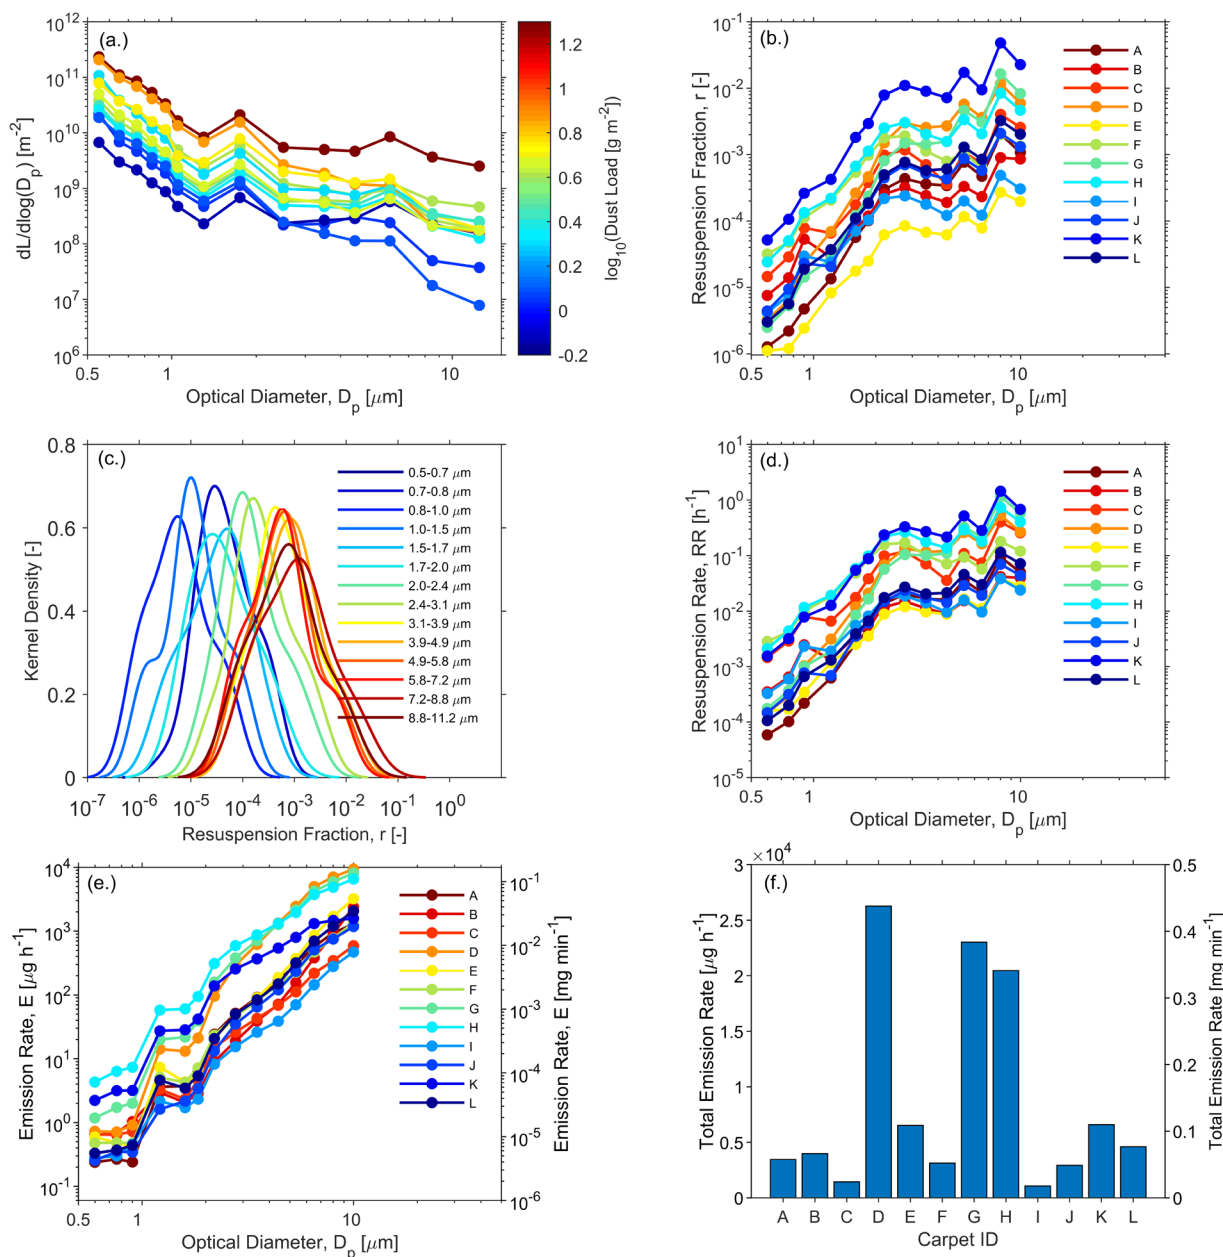 (a.)
10^12
10^11
10^10
10^9
10^8
10^7
10^6
0.5
1
10
dL/dlog(D_p) [m^-2]
Optical Diameter, D_p [μm]
1.2
1
0.8
0.6
0.4
0.2
0
-0.2
log_10(Dust Load [g m^-2])
(b.)
10^-1
10^-2
10^-3
10^-4
10^-5
10^-6
0.5
1
10
Resuspension Fraction, r [-]
Optical Diameter, D_p [μm]
A
B
C
D
E
F
G
H
I
J
K
L
(c.)
0.8
0.6
0.4
0.2
0
10^-7
10^-6
10^-5
10^-4
10^-3
10^-2
10^-1
10^0
Kernel Density [-]
Resuspension Fraction, r [-]
0.5-0.7 μm
0.7-0.8 μm
0.8-1.0 μm
1.0-1.5 μm
1.5-1.7 μm
1.7-2.0 μm
2.0-2.4 μm
2.4-3.1 μm
3.1-3.9 μm
3.9-4.9 μm
4.9-5.8 μm
5.8-7.2 μm
7.2-8.8 μm
8.8-11.2 μm
(d.)
10^1
10^0
10^-1
10^-2
10^-3
10^-4
10^-5
0.5
1
10
Resuspension Rate, RR [h^-1]
Optical Diameter, D_p [μm]
A
B
C
D
E
F
G
H
I
J
K
L
(e.)
10^4
10^3
10^2
10^1
10^0
10^-1
0.5
1
10
Emission Rate, E [μg h^-1]
Optical Diameter, D_p [μm]
A
B
C
D
E
F
G
H
I
J
K
L
10^-1
10^-2
10^-3
10^-4
10^-5
10^-6
Emission Rate, E [mg min^-1]
(f.)
×10^4
3
2.5
2
1.5
1
0.5
0
Total Emission Rate [μg h^-1]
A B C D E F G H I J K L
Carpet ID
0.5
0.4
0.3
0.2
0.1
0
Total Emission Rate [mg min^-1]